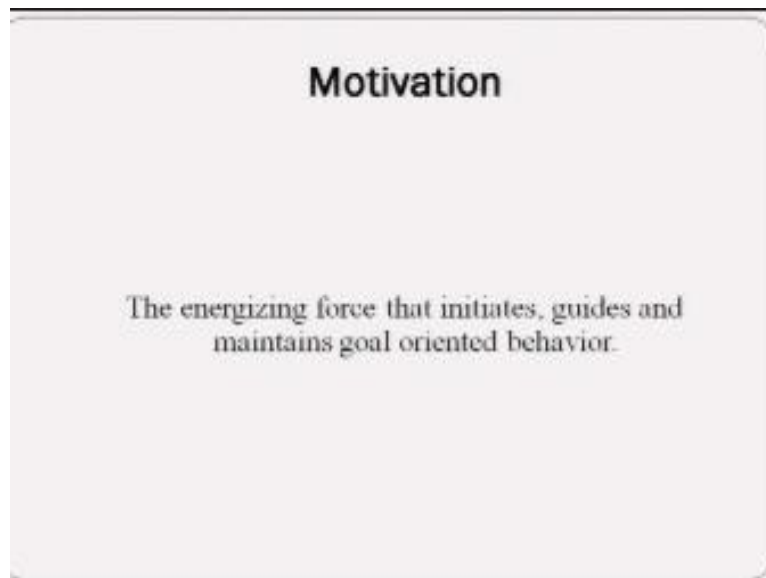 Motivation
The energizing force that initiates, guides and
maintains goal oriented behavior.